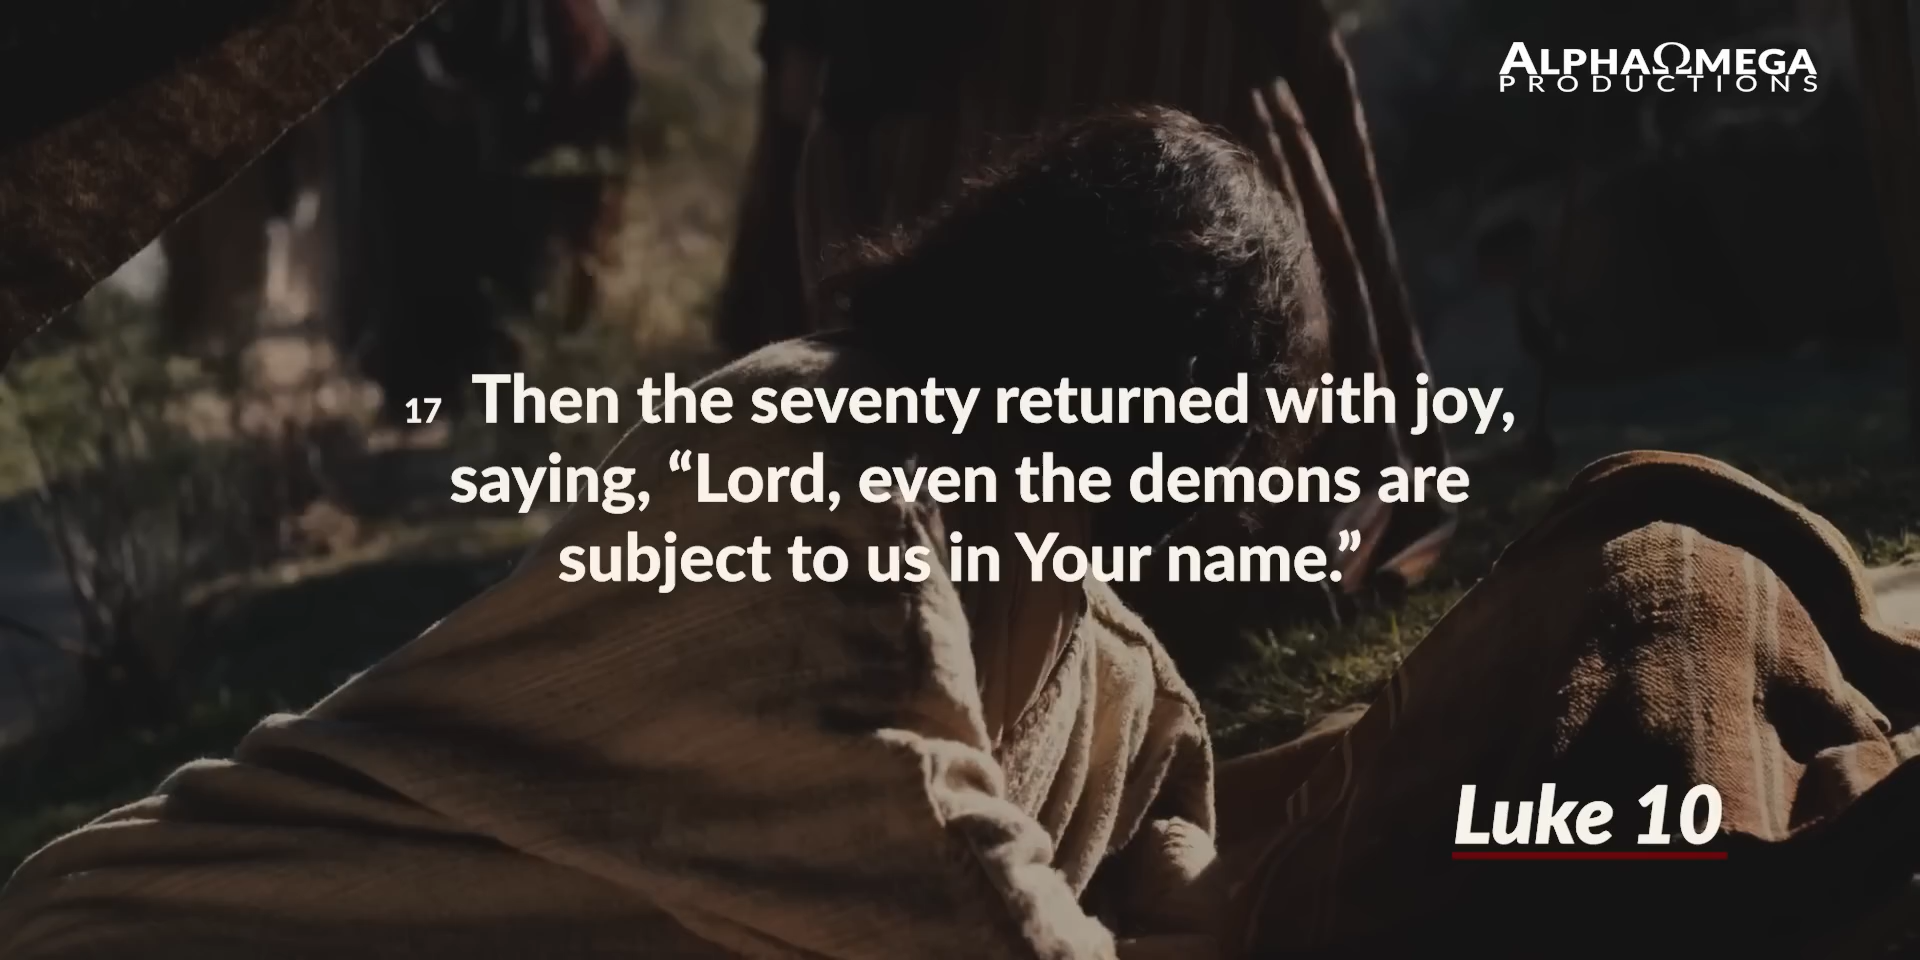 ALPHAΩMEGA
PRODUCTIONS
17 Then the seventy returned with joy,
saying, “Lord, even the demons are
subject to us in Your name.”
Luke 10